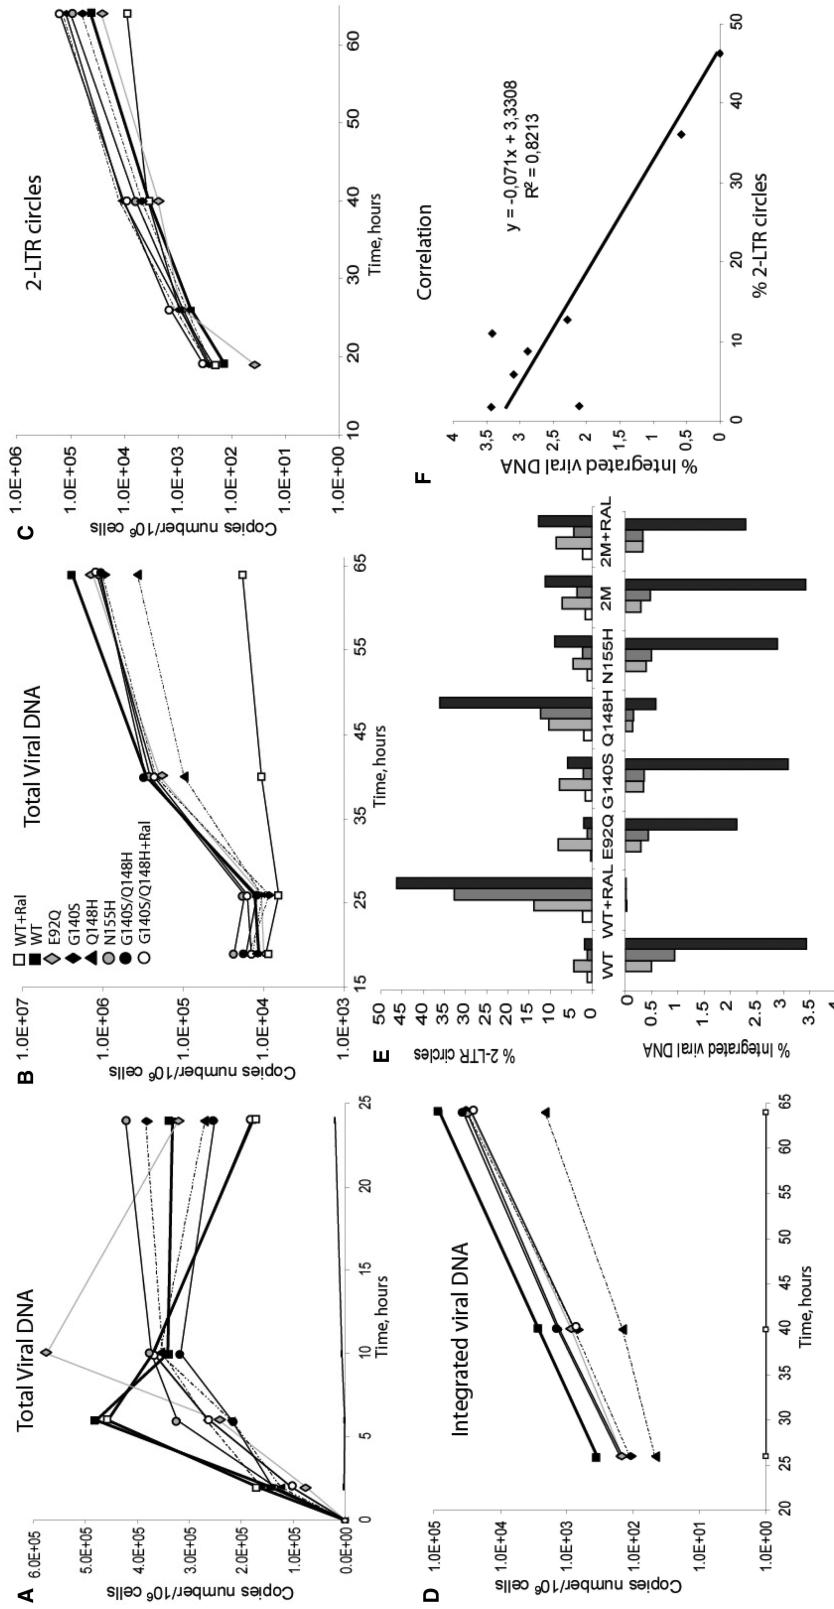 A
Total Viral DNA
Copies number/10⁶ cells
6.0E+05
5.0E+05
4.0E+05
3.0E+05
2.0E+05
1.0E+05
0.0E+00
0 5 10 15 20 25
Time, hours
B
Total Viral DNA
Copies number/10⁶ cells
1.0E+07
1.0E+06
1.0E+05
1.0E+04
1.0E+03
WT+Ral
WT
E92Q
G140S
Q148H
N155H
G140S/Q148H
G140S/Q148H+Ral
15 25 35 45 55 65
Time, hours
C
2-LTR circles
Copies number/10⁶ cells
1.0E+06
1.0E+05
1.0E+04
1.0E+03
1.0E+02
1.0E+01
1.0E+00
10 20 30 40 50 60
Time, hours
D
Integrated viral DNA
Copies number/10⁶ cells
1.0E+05
1.0E+04
1.0E+03
1.0E+02
1.0E+01
1.0E+00
20 25 30 35 40 45 50 55 60 65
Time, hours
E
% 2-LTR circles
50
45
40
35
30
25
20
15
10
5
0
WT WT+RAL E92Q G140S Q148H N155H 2M 2M+RAL
% Integrated viral DNA
0
0.5
1
1.5
2
2.5
3
3.5
4
F
Correlation
y = -0,071x + 3,3308
R² = 0,8213
% Integrated viral DNA
4
3,5
3
2,5
2
1,5
1
0,5
0
0 10 20 30 40 50
% 2-LTR circles